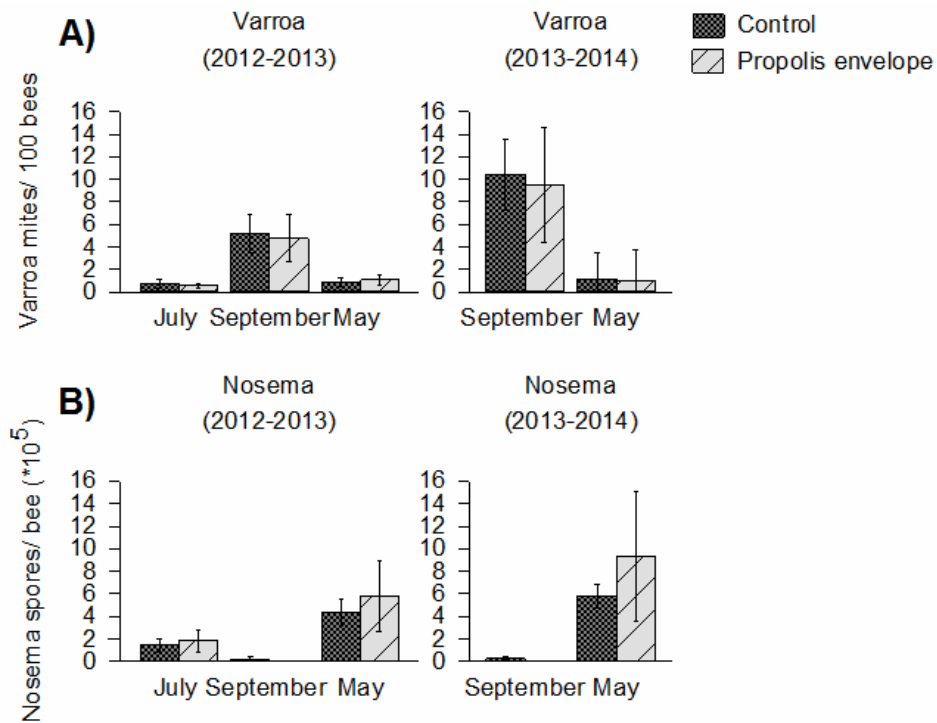 A)
Varroa
(2012-2013)
Varroa
(2013-2014)
Control
Propolis envelope
Varroa mites/ 100 bees
16
14
12
10
8
6
4
2
0
July September May
16
14
12
10
8
6
4
2
0
September May
B)
Nosema
(2012-2013)
Nosema
(2013-2014)
Nosema spores/ bee (*10^5)
16
14
12
10
8
6
4
2
0
July September May
16
14
12
10
8
6
4
2
0
September May